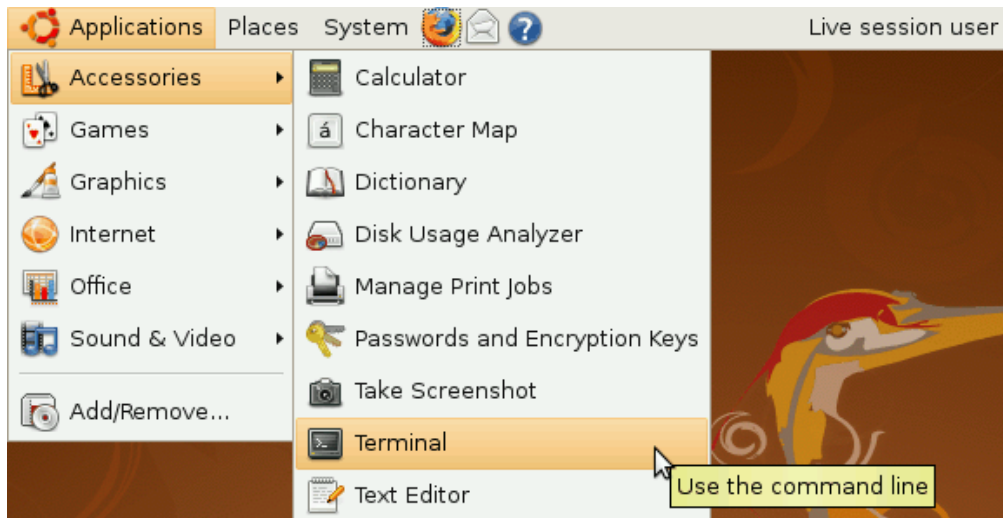 Applications Places System Live session user
Accessories
Games
Graphics
Internet
Office
Sound & Video
Add/Remove...
Calculator
á Character Map
Dictionary
Disk Usage Analyzer
Manage Print Jobs
Passwords and Encryption Keys
Take Screenshot
Terminal
Text Editor
Use the command line